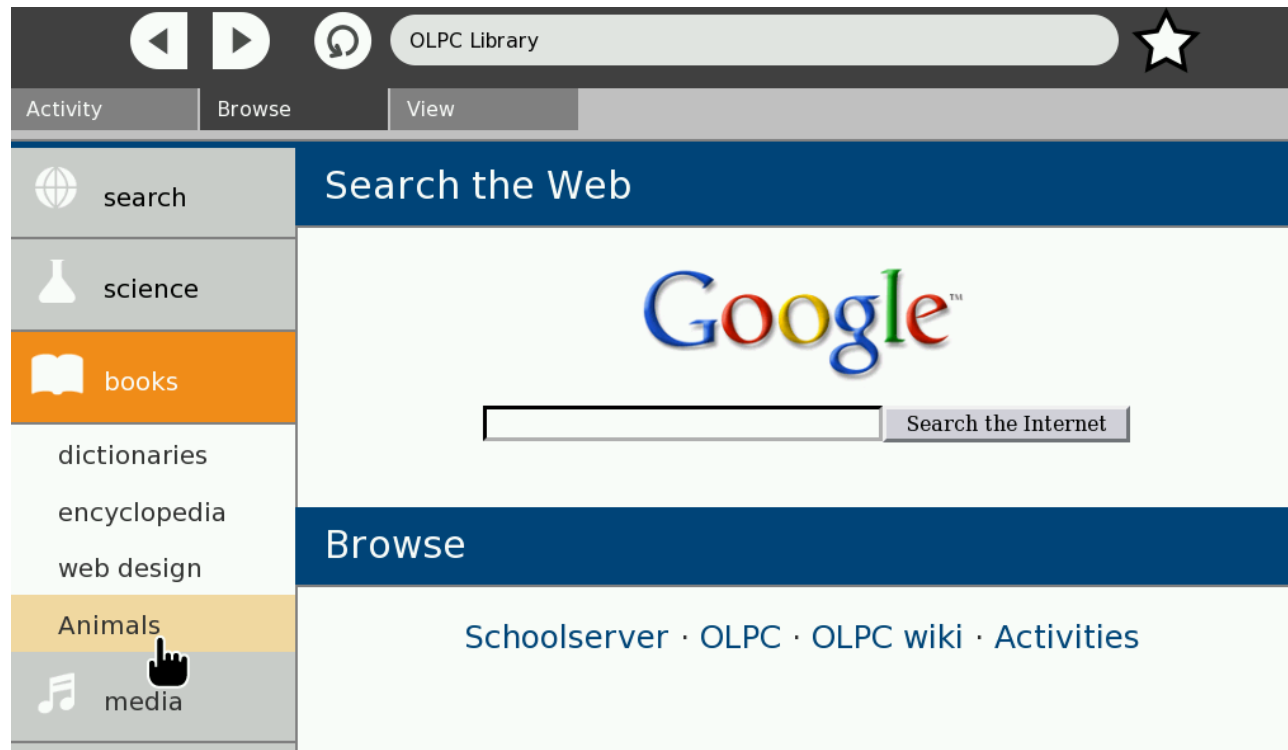 OLPC Library
Activity Browse View
search
science
books
dictionaries
encyclopedia
web design
Animals
media
Search the Web
Google™
Search the Internet
Browse
Schoolserver · OLPC · OLPC wiki · Activities